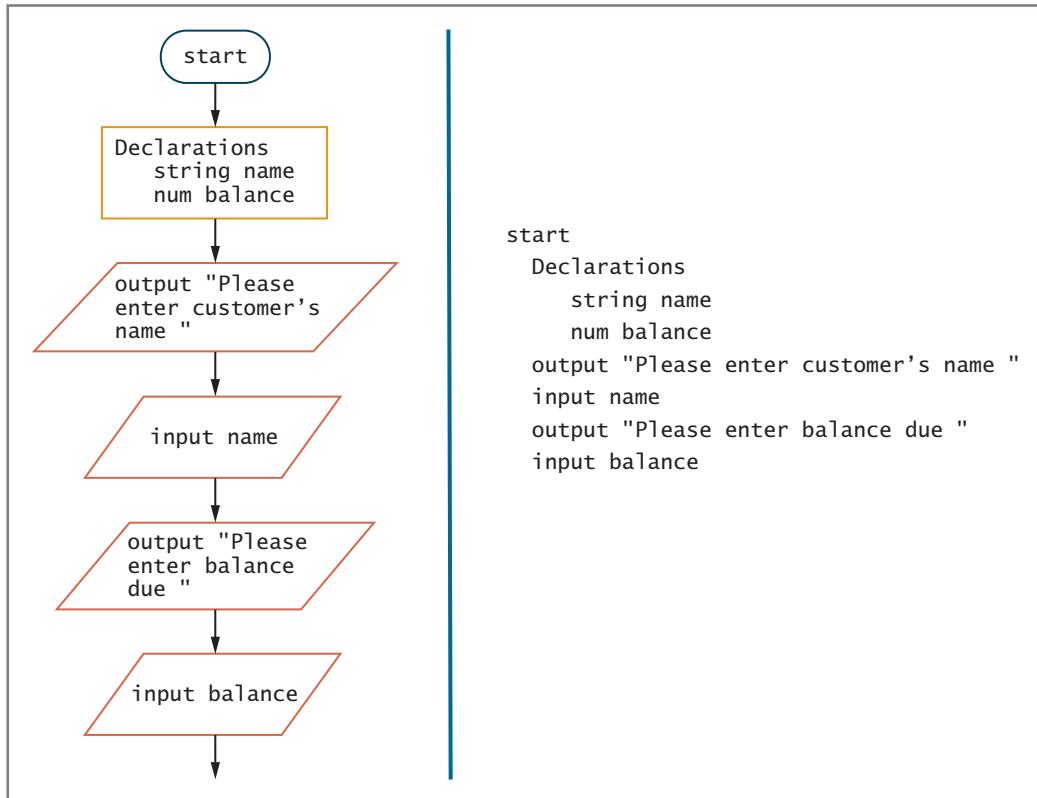 start
Declarations
string name
num balance
output "Please
enter customer’s
name "
input name
output "Please
enter balance
due "
input balance
start
Declarations
string name
num balance
output "Please enter customer’s name "
input name
output "Please enter balance due "
input balance